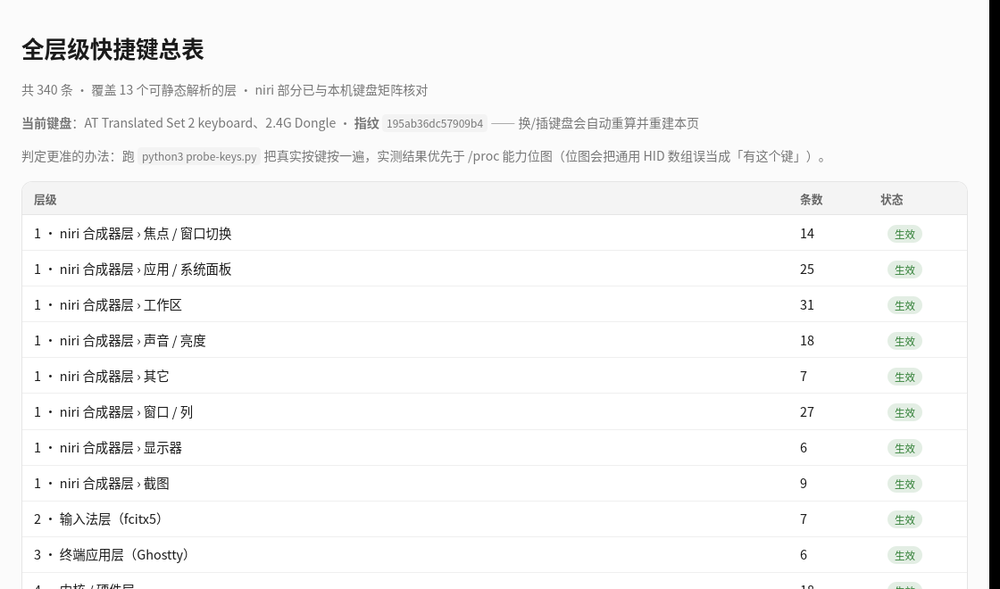 全层级快捷键总表
共 340 条 · 覆盖 13 个可静态解析的层 · niri 部分已与本机键盘矩阵核对
当前键盘：AT Translated Set 2 keyboard、2.4G Dongle · 指纹 195ab36dc57909b4 —— 换/插键盘会自动重算并重建本页
判定更准的办法：跑 python3 probe-keys.py 把真实按键按一遍，实测结果优先于 /proc 能力位图（位图会把通用 HID 数组误当成「有这个键」）。
层级 条数 状态
1 · niri 合成器层 › 焦点 / 窗口切换 14 生效
1 · niri 合成器层 › 应用 / 系统面板 25 生效
1 · niri 合成器层 › 工作区 31 生效
1 · niri 合成器层 › 声音 / 亮度 18 生效
1 · niri 合成器层 › 其它 7 生效
1 · niri 合成器层 › 窗口 / 列 27 生效
1 · niri 合成器层 › 显示器 6 生效
1 · niri 合成器层 › 截图 9 生效
2 · 输入法层（fcitx5） 7 生效
3 · 终端应用层（Ghostty） 6 生效